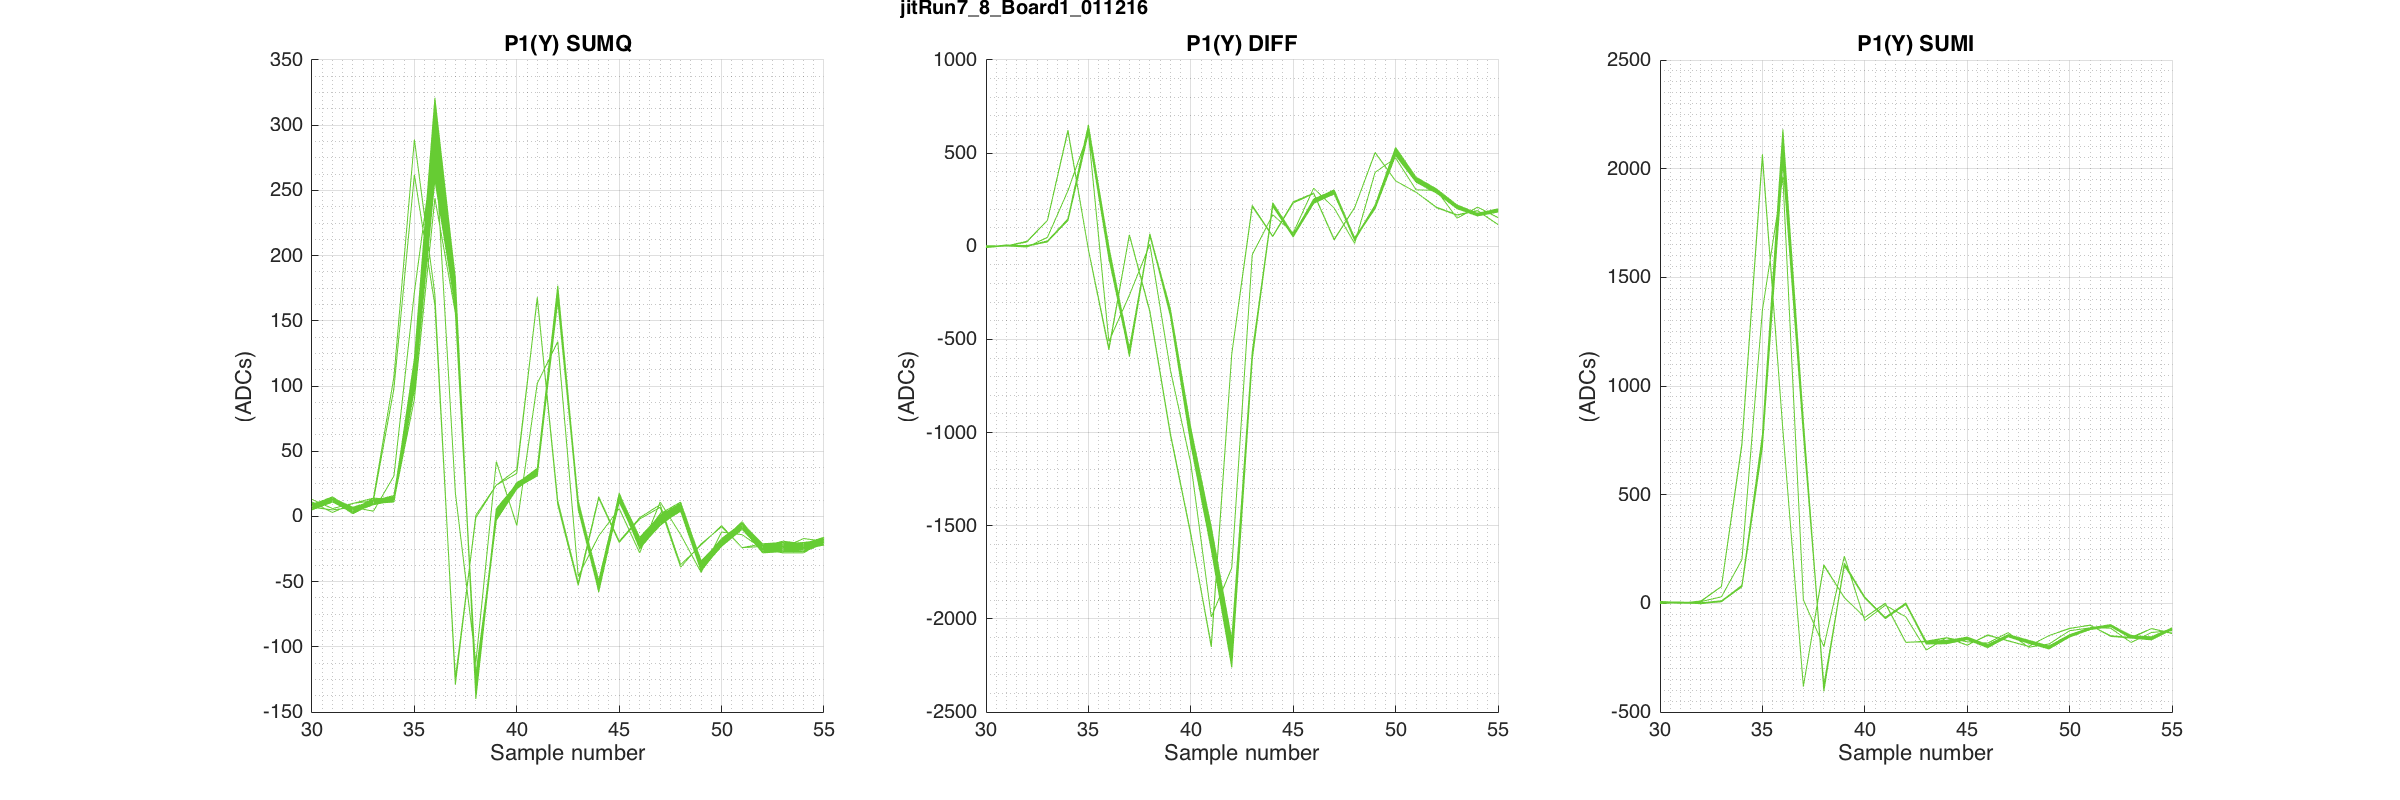 jitRun7_8_Board1_011216
P1(Y) SUMQ
350
300
250
200
150
100
50
0
-50
-100
-150
(ADCs)
30 35 40 45 50 55
Sample number
P1(Y) DIFF
1000
500
0
-500
-1000
-1500
-2000
-2500
(ADCs)
30 35 40 45 50 55
Sample number
P1(Y) SUMI
2500
2000
1500
1000
500
0
-500
(ADCs)
30 35 40 45 50 55
Sample number